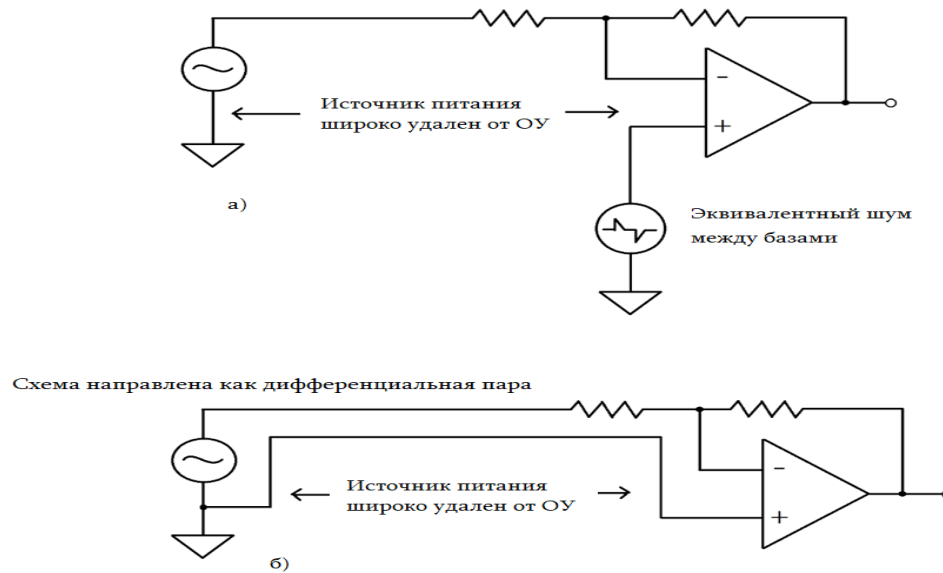 Источник питания
широко удален от ОУ
а)
Эквивалентный шум
между базами
Схема направлена как дифференциальная пара
Источник питания
широко удален от ОУ
б)